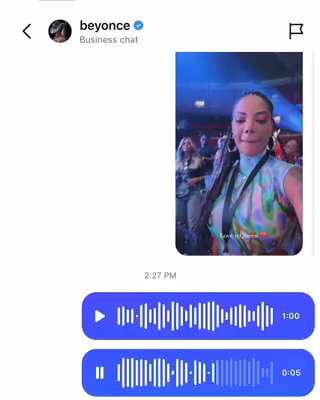 beyonce
Business chat
Love a Queen
2:27 PM
1:00
0:05